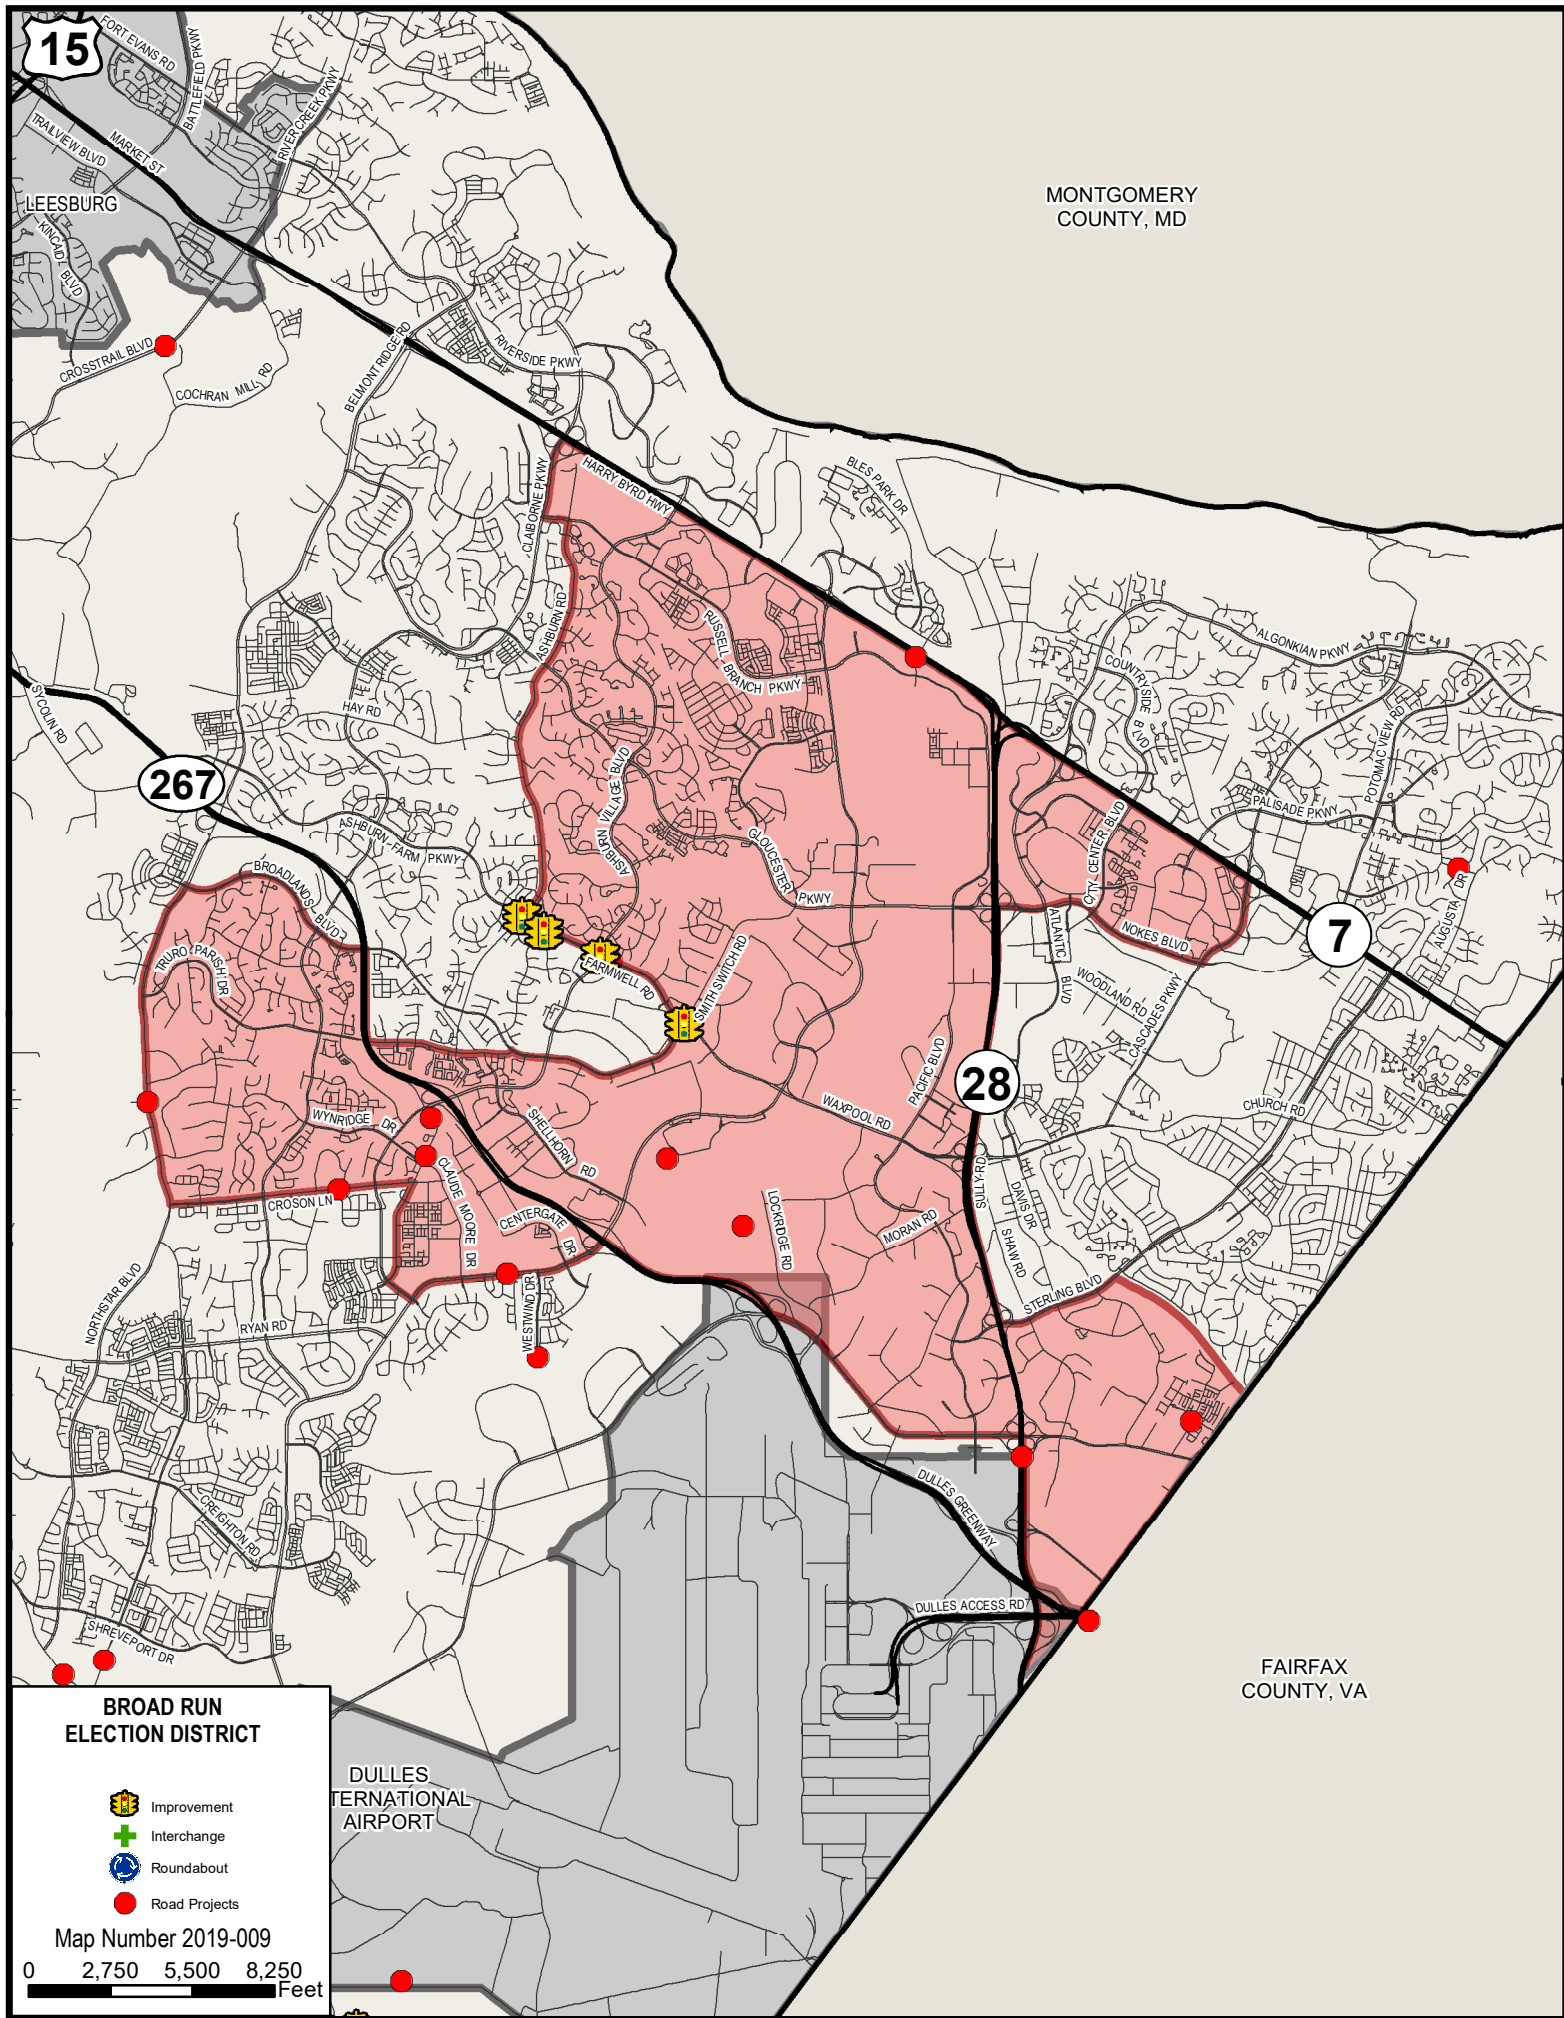 15
FORT EVANS RD
BATTLEFIELD PKWY
RIVER CREEK PKWY
TRAILVIEW BLVD
MARKET ST
LEESBURG
KINCAID BLVD
MONTGOMERY
COUNTY, MD
CROSSTRAIL BLVD
COCHRAN MILL RD
BELMONT RIDGE RD
RIVERSIDE PKWY
CLAIBORNE PKWY
HARRY BYRD HWY
BLES PARK DR
ASHBURN RD
RUSSELL BRANCH PKWY
ALGONKIAN PKWY
COUNTRYSIDE BLVD
SYCOLIN RD
HAY RD
POTOMAC VIEW RD
267
ASHBURN VILLAGE BLVD
PALISADE PKWY
CITY CENTER BLVD
ASHBURN FARM PKWY
GLOUCESTER PKWY
BROADLANDS BLVD
AUGUSTA DR
7
ATLANTIC BLVD
NOKES BLVD
TRURO PARISH DR
FARMWELL RD
SMITH SWITCH RD
WOODLAND RD
CASCADES PKWY
28
PACIFIC BLVD
WAXPOOL RD
CHURCH RD
WYNRIDGE DR
SHELLHORN RD
CLAUDE MOORE DR
SULLY RD
DAVIS DR
CROSON LN
CENTERGATE DR
LOCKRIDGE RD
MORAN RD
SHAW RD
STERLING BLVD
NORTHSTAR BLVD
RYAN RD
WESTWIND DR
CREIGHTON RD
DULLES GREENWAY
DULLES ACCESS RD
SHREVEPORT DR
FAIRFAX
COUNTY, VA
BROAD RUN
ELECTION DISTRICT
Improvement
Interchange
Roundabout
Road Projects
Map Number 2019-009
0 2,750 5,500 8,250
Feet
DULLES
TERNATIONAL
AIRPORT